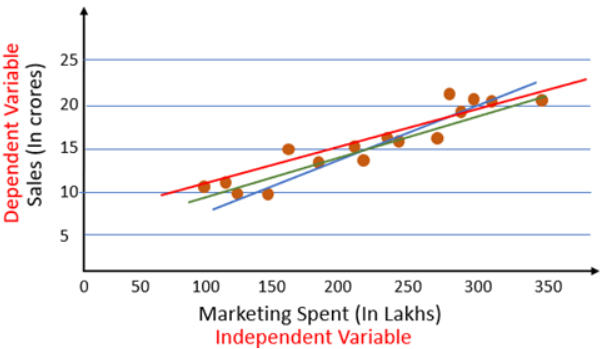 Dependent Variable
Sales (In crores)
25
20
15
10
5
0 50 100 150 200 250 300 350
Marketing Spent (In Lakhs)
Independent Variable